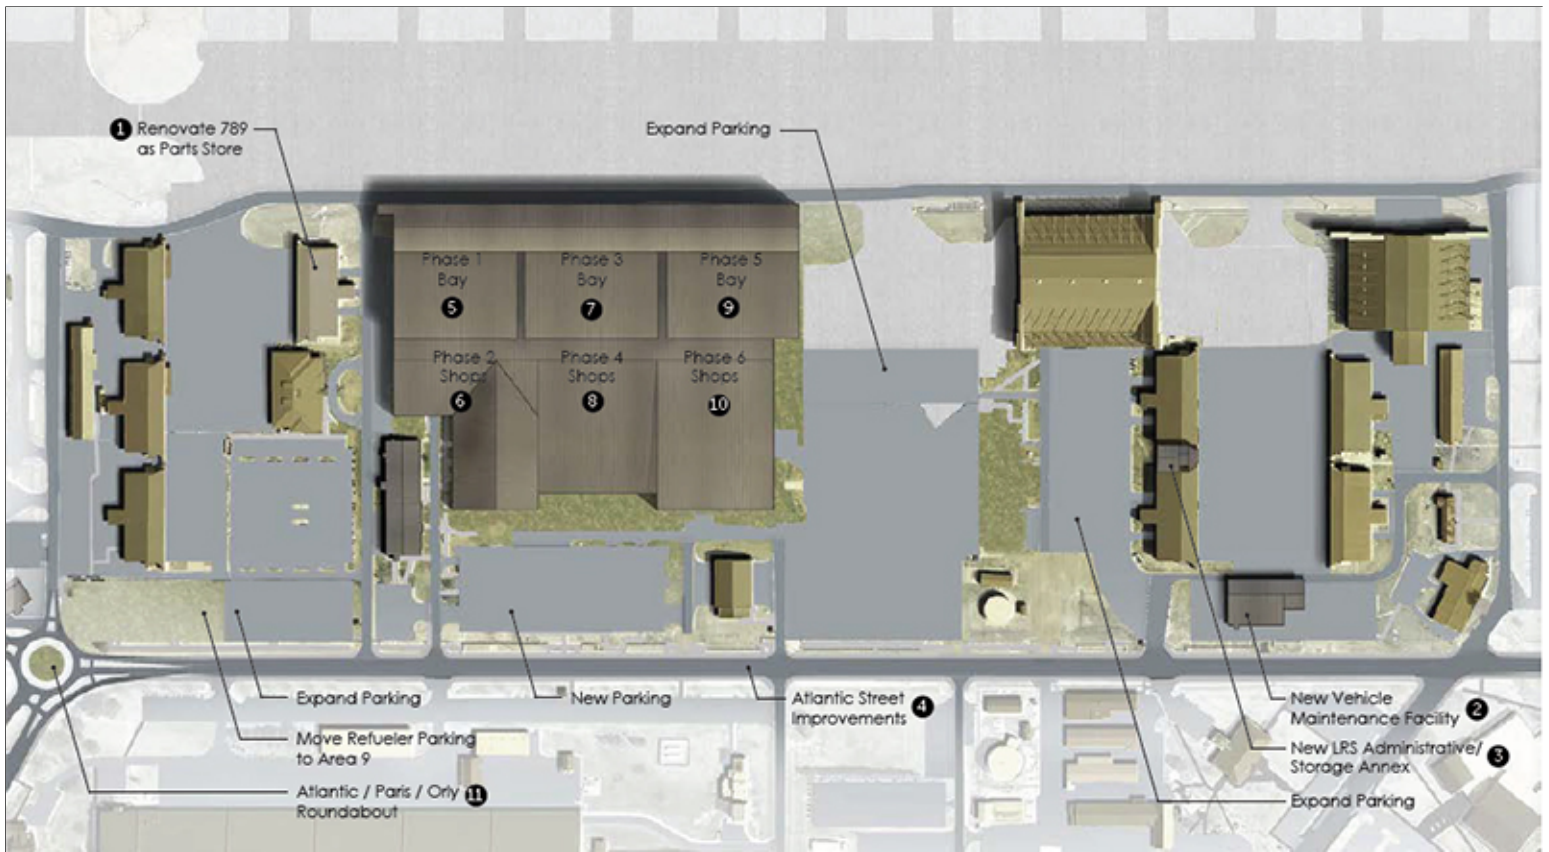 1 Renovate 789
as Parts Store
Expand Parking
Phase 1
Bay
5
Phase 3
Bay
7
Phase 5
Bay
9
Phase 2
Shops
6
Phase 4
Shops
8
Phase 6
Shops
10
Expand Parking
Move Refueler Parking
to Area 9
Atlantic / Paris / Orly 11
Roundabout
New Parking
Atlantic Street
Improvements 4
New Vehicle
Maintenance Facility 2
New LRS Administrative/
Storage Annex 3
Expand Parking